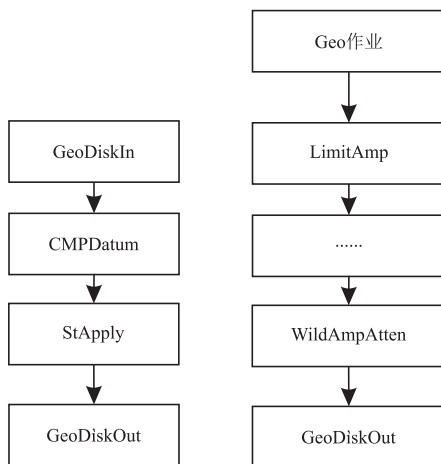 GeoDiskIn
CMPDatum
StApply
GeoDiskOut
Geo作业
LimitAmp
......
WildAmpAtten
GeoDiskOut